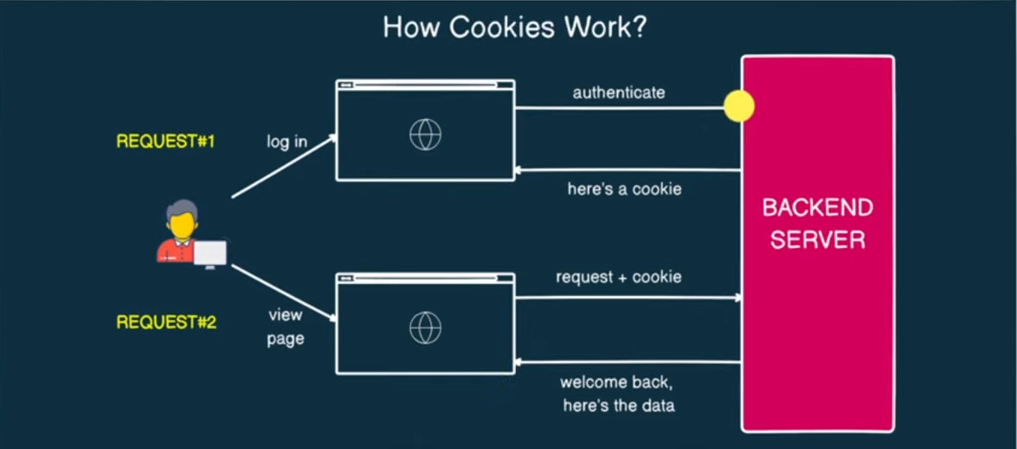 How Cookies Work?
REQUEST#1
log in
authenticate
here's a cookie
BACKEND
SERVER
REQUEST#2
view
page
request + cookie
welcome back,
here's the data